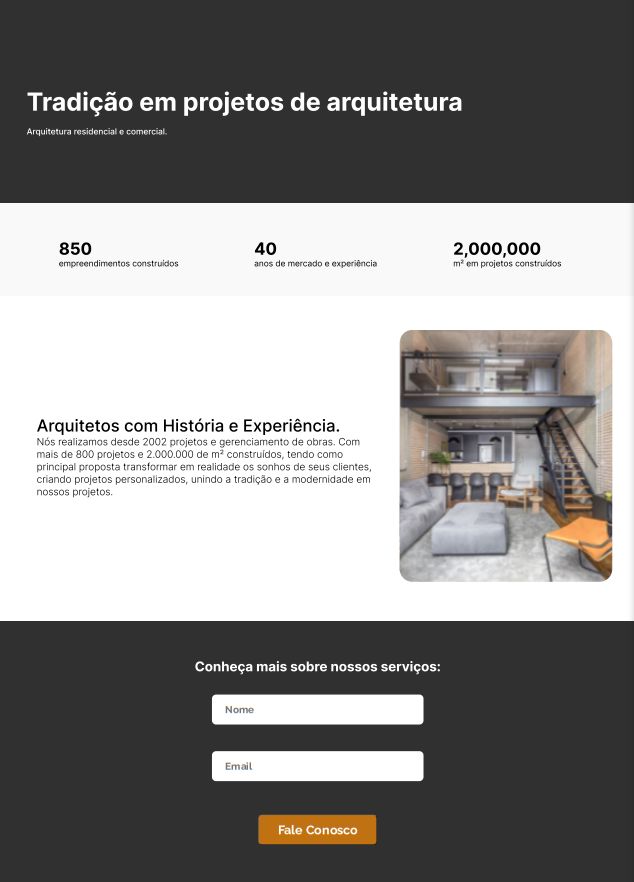 Tradição em projetos de arquitetura
Arquitetura residencial e comercial.
850
empreendimentos construídos
40
anos de mercado e experiência
2,000,000
m² em projetos construídos
Arquitetos com História e Experiência.
Nós realizamos desde 2002 projetos e gerenciamento de obras. Com
mais de 800 projetos e 2.000.000 de m² construídos, tendo como
principal proposta transformar em realidade os sonhos de seus clientes,
criando projetos personalizados, unindo a tradição e a modernidade em
nossos projetos.
Conheça mais sobre nossos serviços:
Nome
Email
Fale Conosco